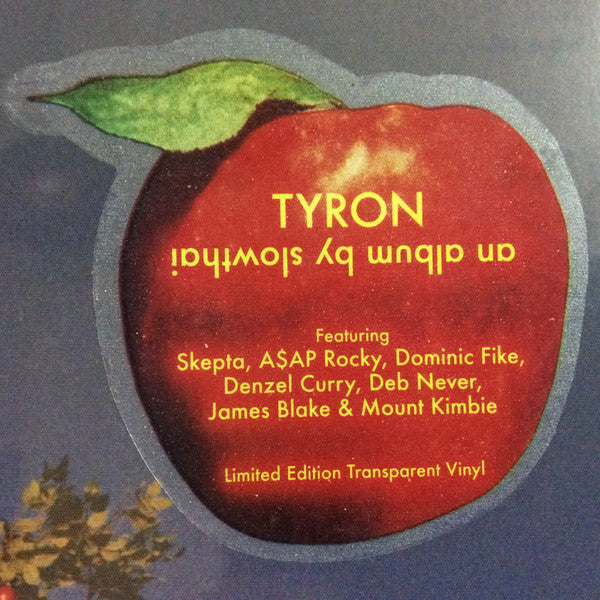 TYRON
an album by slowthai
Featuring
Skepta, A$AP Rocky, Dominic Fike,
Denzel Curry, Deb Never,
James Blake & Mount Kimbie
Limited Edition Transparent Vinyl